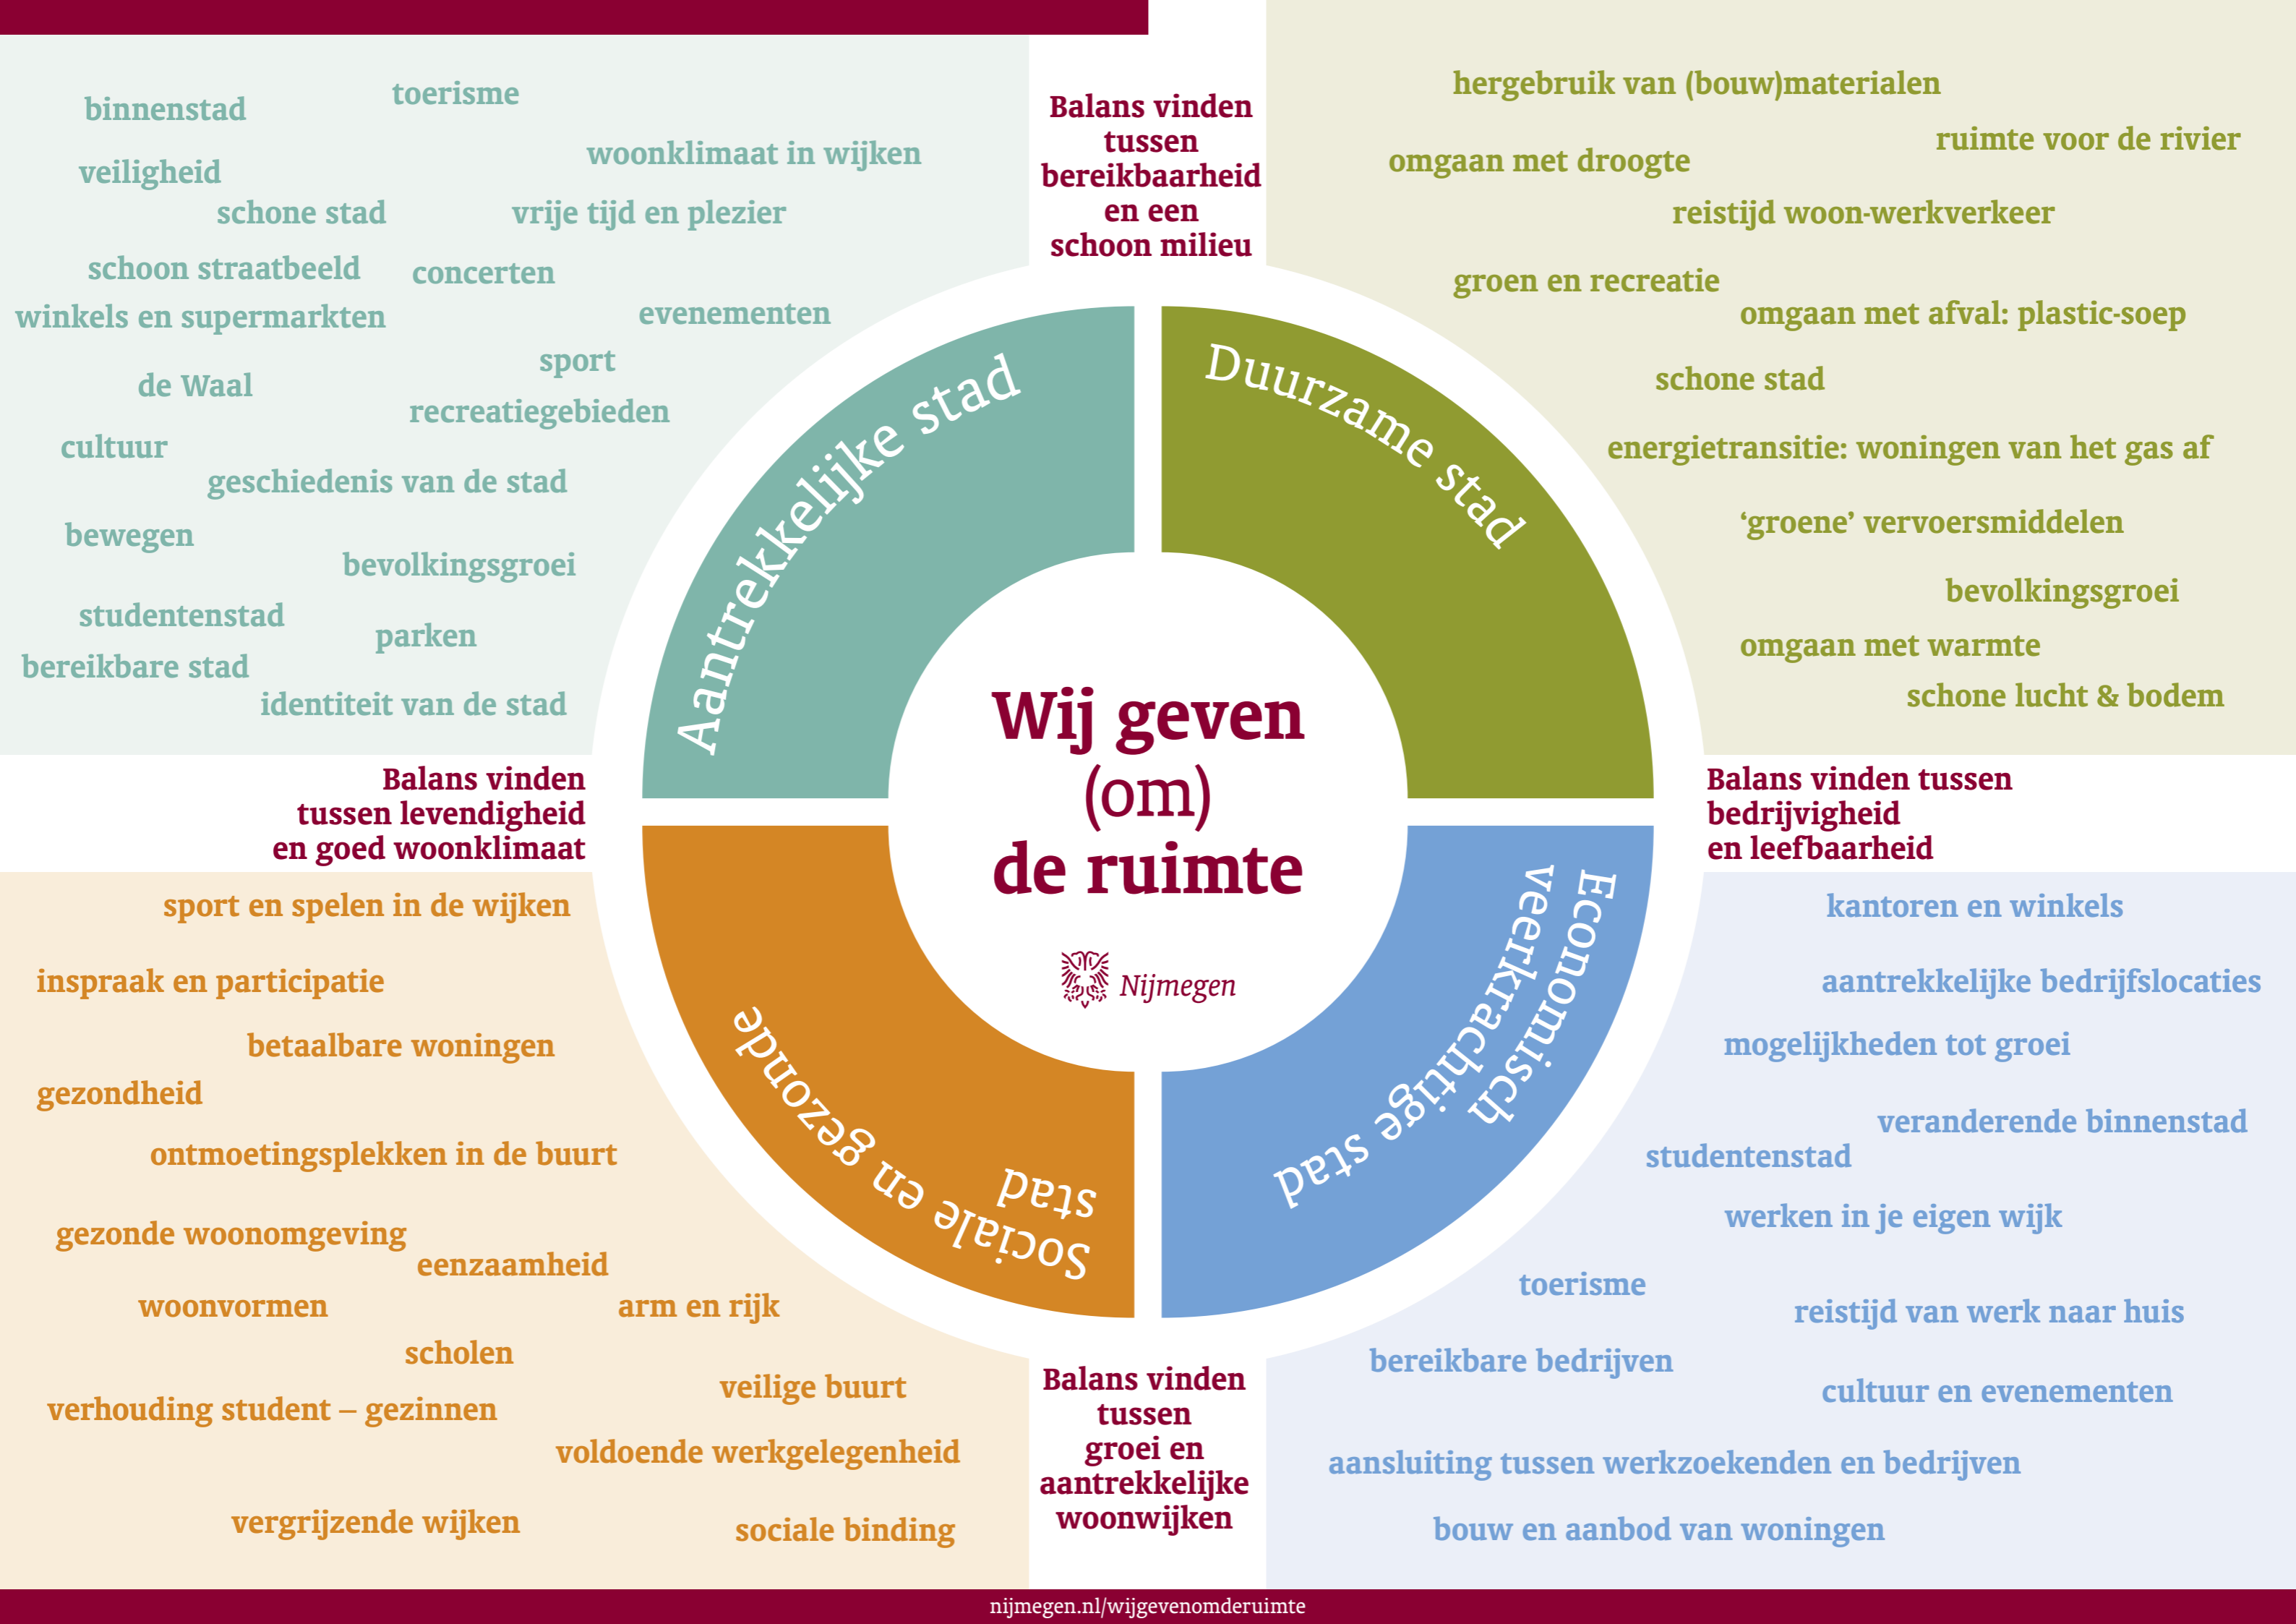 binnenstad
toerisme
woonklimaat in wijken
veiligheid
schone stad
vrije tijd en plezier
schoon straatbeeld
concerten
winkels en supermarkten
evenementen
sport
de Waal
recreatiegebieden
cultuur
geschiedenis van de stad
bewegen
bevolkingsgroei
studentenstad
parken
bereikbare stad
identiteit van de stad
Balans vinden
tussen
bereikbaarheid
en een
schoon milieu
hergebruik van (bouw)materialen
ruimte voor de rivier
omgaan met droogte
reistijd woon-werkverkeer
groen en recreatie
omgaan met afval: plastic-soep
schone stad
energietransitie: woningen van het gas af
‘groene’ vervoersmiddelen
bevolkingsgroei
omgaan met warmte
schone lucht & bodem
Aantrekkelijke stad
Duurzame stad
Wij geven
(om)
de ruimte
Nijmegen
Economisch
veerkrachtige stad
Sociale en gezonde
stad
Balans vinden
tussen levendigheid
en goed woonklimaat
Balans vinden tussen
bedrijvigheid
en leefbaarheid
sport en spelen in de wijken
inspraak en participatie
betaalbare woningen
gezondheid
ontmoetingsplekken in de buurt
gezonde woonomgeving
eenzaamheid
woonvormen
arm en rijk
scholen
veilige buurt
verhouding student – gezinnen
voldoende werkgelegenheid
vergrijzende wijken
sociale binding
Balans vinden
tussen
groei en
aantrekkelijke
woonwijken
kantoren en winkels
aantrekkelijke bedrijfslocaties
mogelijkheden tot groei
veranderende binnenstad
studentenstad
werken in je eigen wijk
toerisme
reistijd van werk naar huis
bereikbare bedrijven
cultuur en evenementen
aansluiting tussen werkzoekenden en bedrijven
bouw en aanbod van woningen
nijmegen.nl/wijgevenomderuimte